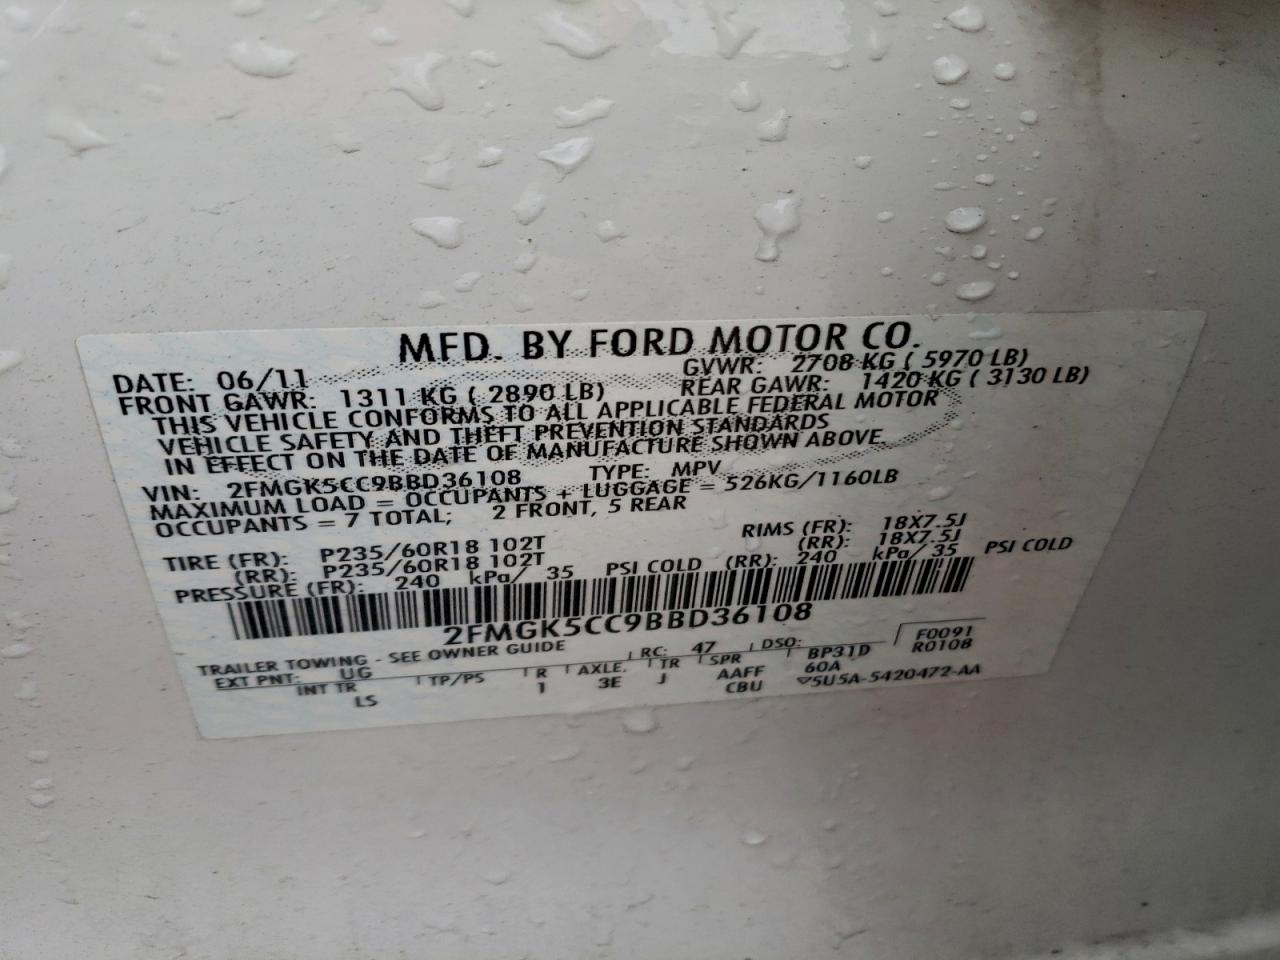 MFD. BY FORD MOTOR CO.
DATE: 06/11 GVWR: 2708 KG ( 5970 LB)
FRONT GAWR: 1311 KG ( 2890 LB) REAR GAWR: 1420 KG ( 3130 LB)
THIS VEHICLE CONFORMS TO ALL APPLICABLE FEDERAL MOTOR
VEHICLE SAFETY AND THEFT PREVENTION STANDARDS
IN EFFECT ON THE DATE OF MANUFACTURE SHOWN ABOVE.
VIN: 2FMGK5CC9BBD36108 TYPE: MPV
MAXIMUM LOAD = OCCUPANTS + LUGGAGE = 526KG/1160LB
OCCUPANTS = 7 TOTAL; 2 FRONT, 5 REAR
TIRE (FR): P235/60R18 102T RIMS (FR): 18X7.5J
(RR): P235/60R18 102T (RR): 18X7.5J
PRESSURE (FR): 240 kPa/ 35 PSI COLD (RR): 240 kPa/ 35 PSI COLD
2FMGK5CC9BBD36108
TRAILER TOWING - SEE OWNER GUIDE RC: 47 DSO: F0091
EXT PNT: UG BP31D R0108
INT TR TP/PS R AXLE TR SPR 60A
LS 1 3E J AAFF 5U5A-5420472-AA
CBU